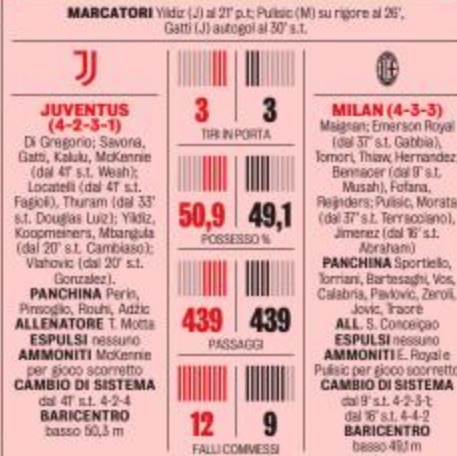 MARCATORI Yildiz (J) al 21' p.t; Pulisic (M) su rigore al 26',
Gatti (J) autogol al 30' s.t.
JUVENTUS
(4-2-3-1)
Di Gregorio; Savona,
Gatti, Kalulu, McKennie
(dal 41' s.t. Weah);
Locatelli (dal 41' s.t.
Fagioli), Thuram (dal 33'
s.t. Douglas Luiz); Yildiz,
Koopmeiners, Mbangula
(dal 20' s.t. Cambiaso);
Vlahovic (dal 20' s.t.
Gonzalez).
PANCHINA Perin,
Pinsoglio, Rouhi, Adzic
ALLENATORE T. Motta
ESPULSI nessuno
AMMONITI McKennie
per gioco scorretto
CAMBIO DI SISTEMA
dal 41' s.t. 4-2-4
BARICENTRO
basso 50,3 m
3 3
TIRI IN PORTA
50,9 49,1
POSSESSO %
439 439
PASSAGGI
12 9
FALLI COMMESSI
MILAN (4-3-3)
Maignan; Emerson Royal
(dal 37' s.t. Gabbia),
Tomori, Thiaw, Hernandez;
Bennacer (dal 9' s.t.
Musah), Fofana,
Reijnders; Pulisic, Morata
(dal 37' s.t. Terracciano),
Jimenez (dal 16' s.t.
Abraham)
PANCHINA Sportiello,
Torriani, Bartesaghi, Vos,
Calabria, Pavlovic, Zeroli,
Jovic, Traorè
ALL. S. Conceiçao
ESPULSI nessuno
AMMONITI E. Royal e
Pulisic per gioco scorretto
CAMBIO DI SISTEMA
dal 9' s.t. 4-2-3-1;
dal 16' s.t. 4-4-2
BARICENTRO
basso 49,1 m